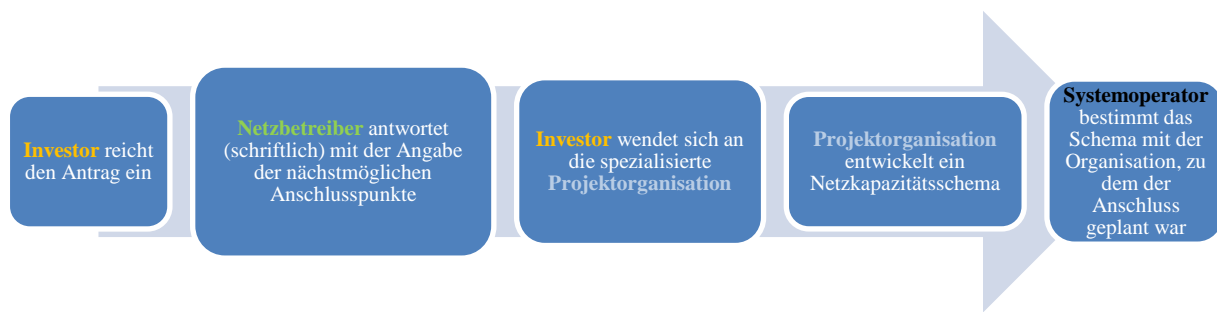 Investor reicht
den Antrag ein
Netzbetreiber antwortet
(schriftlich) mit der Angabe
der nächstmöglichen
Anschlusspunkte
Investor wendet sich an
die spezialisierte
Projektorganisation
Projektorganisation
entwickelt ein
Netzkapazitätsschema
Systemoperator
bestimmt das
Schema mit der
Organisation, zu
dem der
Anschluss
geplant war